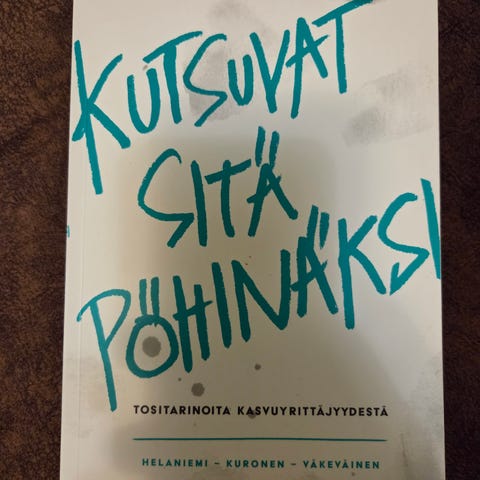 KUTSUVAT
SITÄ
PÖHINÄKSI
TOSITARINOITA KASVUYRITTÄJYYDESTÄ
HELANIEMI – KURONEN – VÄKEVÄINEN